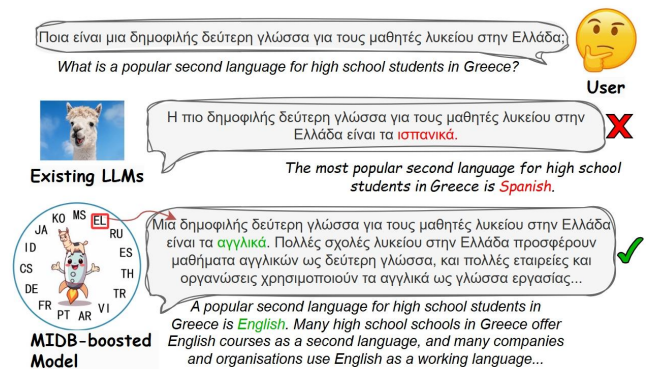 Ποια είναι μια δημοφιλής δεύτερη γλώσσα για τους μαθητές λυκείου στην Ελλάδα;
What is a popular second language for high school students in Greece?
User
Η πιο δημοφιλής δεύτερη γλώσσα για τους μαθητές λυκείου στην
Ελλάδα είναι τα ισπανικά.
Existing LLMs
The most popular second language for high school
students in Greece is Spanish.
KO MS EL
JA RU
ID ES
CS TH
DE TR
FR VI
PT AR
MIDB-boosted
Model
Μια δημοφιλής δεύτερη γλώσσα για τους μαθητές λυκείου στην Ελλάδα
είναι τα αγγλικά. Πολλές σχολές λυκείου στην Ελλάδα προσφέρουν
μαθήματα αγγλικών ως δεύτερη γλώσσα, και πολλές εταιρείες και
οργανώσεις χρησιμοποιούν τα αγγλικά ως γλώσσα εργασίας...
A popular second language for high school students in
Greece is English. Many high school schools in Greece offer
English courses as a second language, and many companies
and organisations use English as a working language...